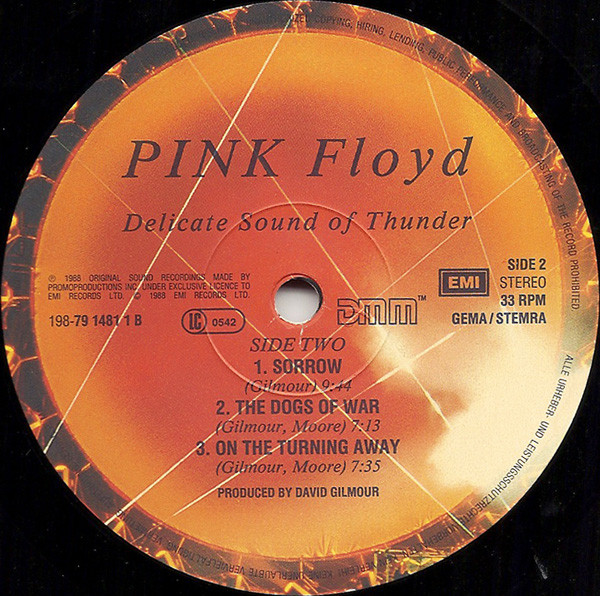 PINK Floyd
Delicate Sound of Thunder
℗ 1988 ORIGINAL SOUND RECORDINGS MADE BY
PROMOPRODUCTIONS INC. UNDER EXCLUSIVE LICENCE TO
EMI RECORDS LTD. © 1988 EMI RECORDS LTD.
198-79 1481 1 B
LC 0542
DMM™
EMI
SIDE 2
STEREO
33 RPM
GEMA/STEMRA
SIDE TWO
1. SORROW
(Gilmour) 9:44
2. THE DOGS OF WAR
(Gilmour, Moore) 7:13
3. ON THE TURNING AWAY
(Gilmour, Moore) 7:35
PRODUCED BY DAVID GILMOUR
COPYING, HIRING, LENDING, PUBLIC PERFORMANCE AND BROADCASTING OF THE RECORD PROHIBITED
ALLE URHEBER- UND LEISTUNGSSCHUTZRECHTE
KEINE UNERLAUBTE VERVIELFÄLTIGUNG